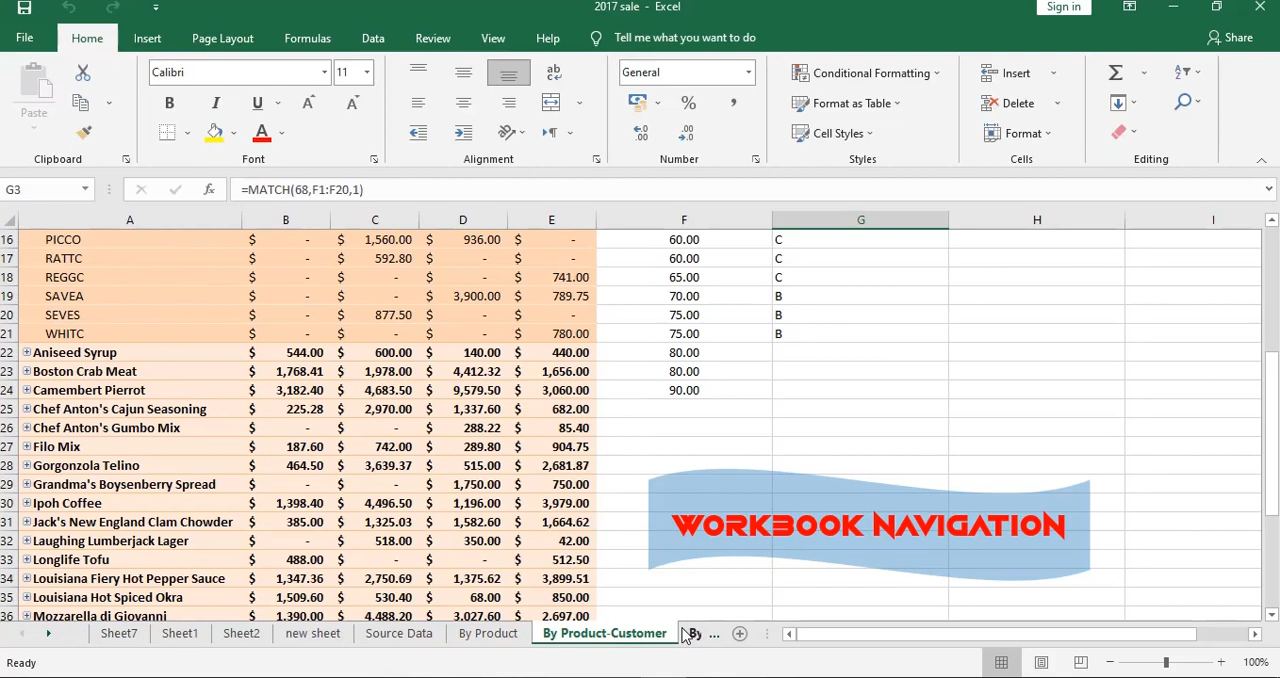 2017 sale - Excel
Sign in
File Home Insert Page Layout Formulas Data Review View Help Tell me what you want to do Share
Calibri 11 General
Paste
B I U A A A ab c % , .0 .00
Conditional Formatting
Format as Table
Cell Styles
Insert
Delete
Format
Clipboard Font Alignment Number Styles Cells Editing
G3 fx =MATCH(68,F1:F20,1)
A B C D E F G H I
16 PICCO $ - $ 1,560.00 $ 936.00 $ - 60.00 C
17 RATTC $ - $ 592.80 $ - $ - 60.00 C
18 REGGC $ - $ - $ - $ 741.00 65.00 C
19 SAVEA $ - $ - $ 3,900.00 $ 789.75 70.00 B
20 SEVES $ - $ 877.50 $ - $ - 75.00 B
21 WHITC $ - $ - $ - $ 780.00 75.00 B
22 Aniseed Syrup $ 544.00 $ 600.00 $ 140.00 $ 440.00 80.00
23 Boston Crab Meat $ 1,768.41 $ 1,978.00 $ 4,412.32 $ 1,656.00 80.00
24 Camembert Pierrot $ 3,182.40 $ 4,683.50 $ 9,579.50 $ 3,060.00 90.00
25 Chef Anton's Cajun Seasoning $ 225.28 $ 2,970.00 $ 1,337.60 $ 682.00
26 Chef Anton's Gumbo Mix $ - $ - $ 288.22 $ 85.40
27 Filo Mix $ 187.60 $ 742.00 $ 289.80 $ 904.75
28 Gorgonzola Telino $ 464.50 $ 3,639.37 $ 515.00 $ 2,681.87
29 Grandma's Boysenberry Spread $ - $ - $ 1,750.00 $ 750.00
30 Ipoh Coffee $ 1,398.40 $ 4,496.50 $ 1,196.00 $ 3,979.00
31 Jack's New England Clam Chowder $ 385.00 $ 1,325.03 $ 1,582.60 $ 1,664.62
32 Laughing Lumberjack Lager $ - $ 518.00 $ 350.00 $ 42.00
33 Longlife Tofu $ 488.00 $ - $ - $ 512.50
34 Louisiana Fiery Hot Pepper Sauce $ 1,347.36 $ 2,750.69 $ 1,375.62 $ 3,899.51
35 Louisiana Hot Spiced Okra $ 1,509.60 $ 530.40 $ 68.00 $ 850.00
36 Mozzarella di Giovanni $ 1,390.00 $ 4,488.20 $ 3,027.60 $ 2,697.00
WORKBOOK NAVIGATION
Sheet7 Sheet1 Sheet2 new sheet Source Data By Product By Product-Customer By ...
Ready 100%